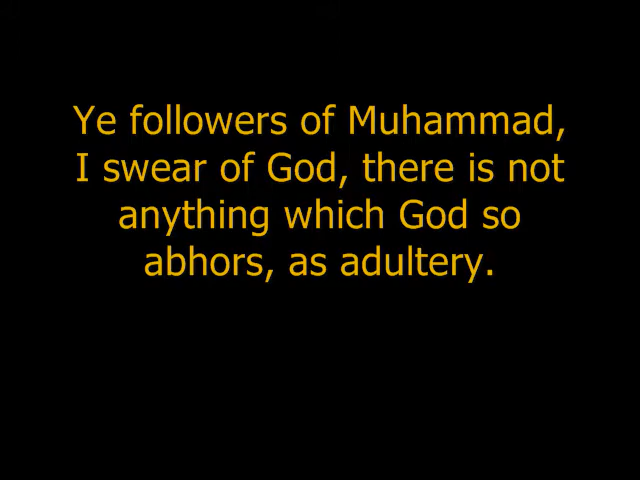 Ye followers of Muhammad,
I swear of God, there is not
anything which God so
abhors, as adultery.